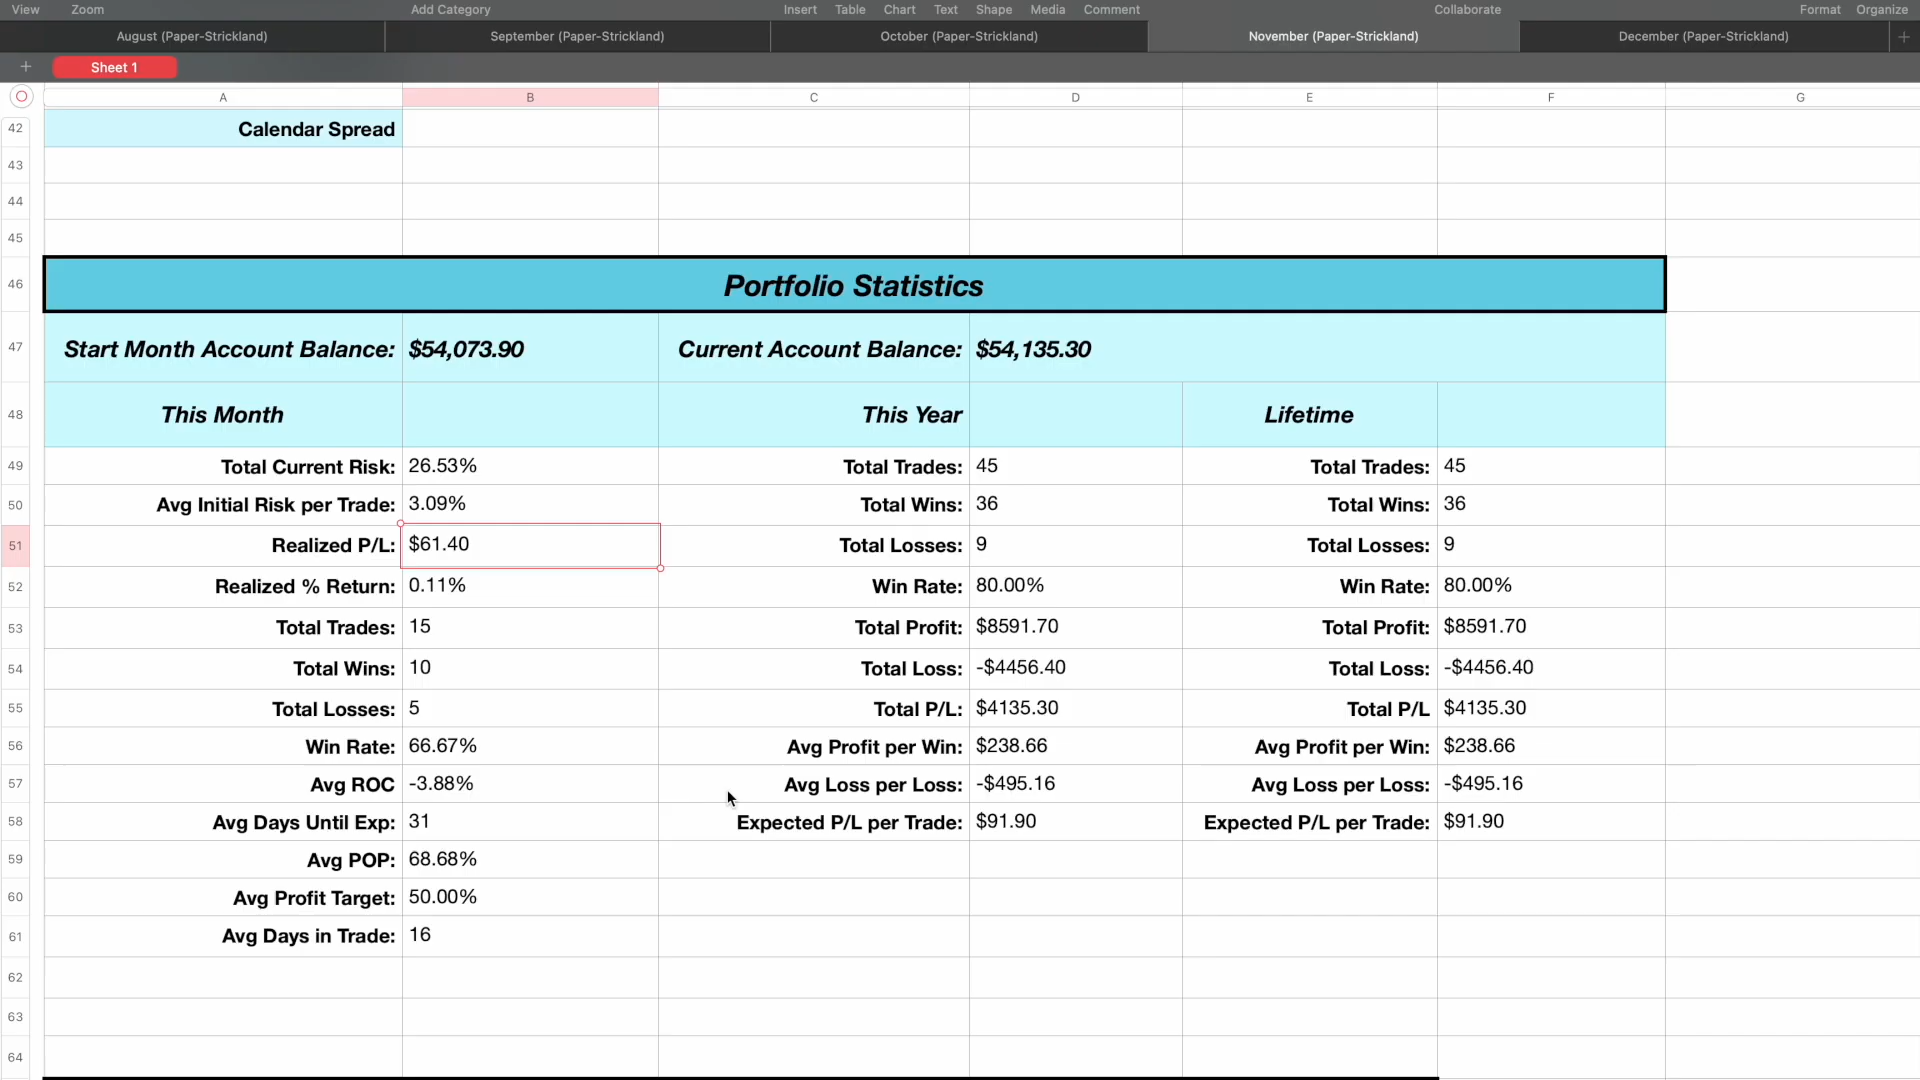 View Zoom Add Category Insert Table Chart Text Shape Media Comment Collaborate Format Organize
August (Paper-Strickland) September (Paper-Strickland) October (Paper-Strickland) November (Paper-Strickland) December (Paper-Strickland) +
+ Sheet 1
A B C D E F G
42 Calendar Spread
43
44
45
46 Portfolio Statistics
47 Start Month Account Balance: $54,073.90 Current Account Balance: $54,135.30
48 This Month This Year Lifetime
49 Total Current Risk: 26.53% Total Trades: 45 Total Trades: 45
50 Avg Initial Risk per Trade: 3.09% Total Wins: 36 Total Wins: 36
51 Realized P/L: $61.40 Total Losses: 9 Total Losses: 9
52 Realized % Return: 0.11% Win Rate: 80.00% Win Rate: 80.00%
53 Total Trades: 15 Total Profit: $8591.70 Total Profit: $8591.70
54 Total Wins: 10 Total Loss: -$4456.40 Total Loss: -$4456.40
55 Total Losses: 5 Total P/L: $4135.30 Total P/L $4135.30
56 Win Rate: 66.67% Avg Profit per Win: $238.66 Avg Profit per Win: $238.66
57 Avg ROC -3.88% Avg Loss per Loss: -$495.16 Avg Loss per Loss: -$495.16
58 Avg Days Until Exp: 31 Expected P/L per Trade: $91.90 Expected P/L per Trade: $91.90
59 Avg POP: 68.68%
60 Avg Profit Target: 50.00%
61 Avg Days in Trade: 16
62
63
64